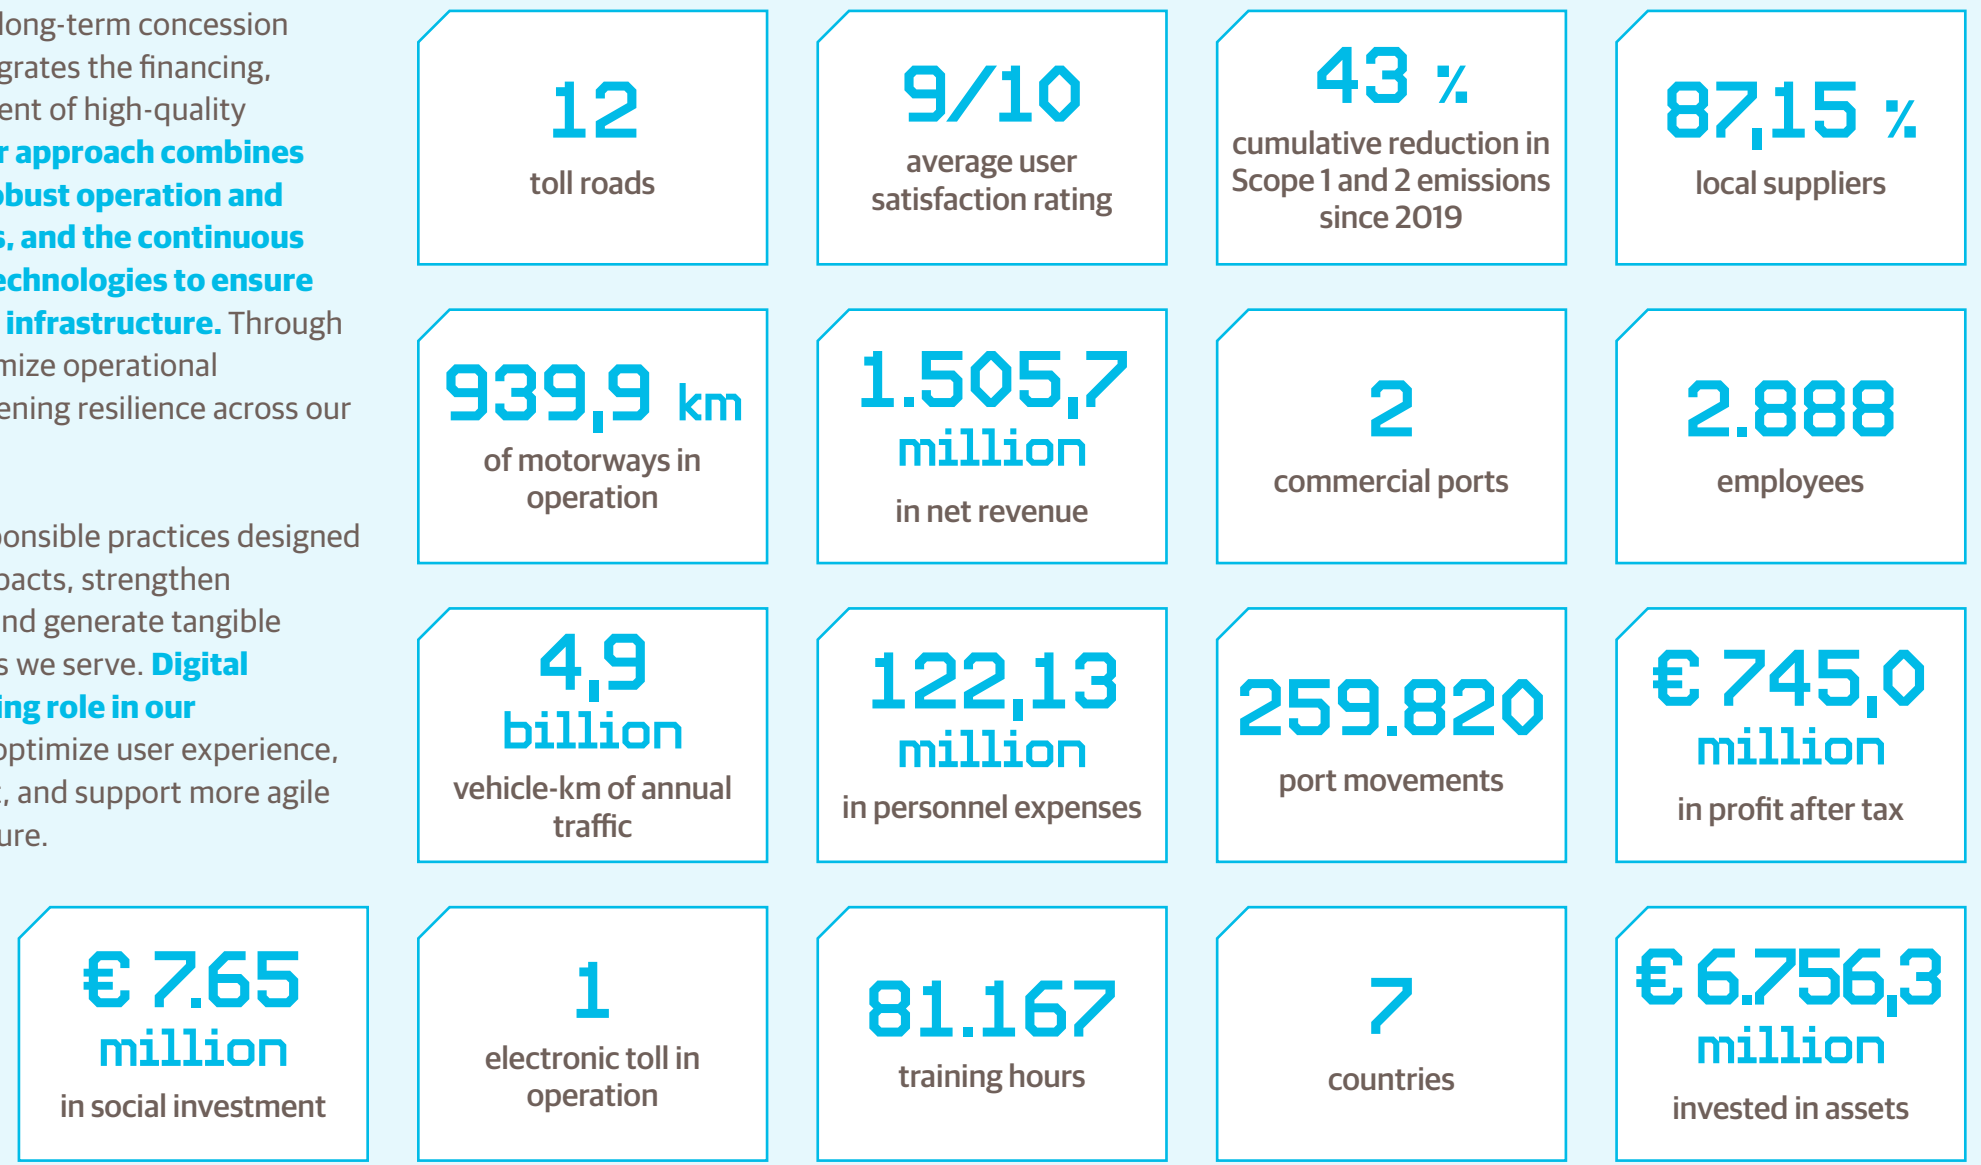 long-term concession
grates the financing,
ent of high-quality
r approach combines
bust operation and
s, and the continuous
echnologies to ensure
infrastructure. Through
mize operational
ening resilience across our
ponsible practices designed
pacts, strengthen
nd generate tangible
s we serve. Digital
ing role in our
optimize user experience,
, and support more agile
ure.
12
toll roads
9/10
average user
satisfaction rating
43 %
cumulative reduction in
Scope 1 and 2 emissions
since 2019
87,15 %
local suppliers
939,9 km
of motorways in
operation
1.505,7
million
in net revenue
2
commercial ports
2.888
employees
4,9
billion
vehicle-km of annual
traffic
122,13
million
in personnel expenses
259.820
port movements
€ 745,0
million
in profit after tax
€ 7.65
million
in social investment
1
electronic toll in
operation
81.167
training hours
7
countries
€ 6.756,3
million
invested in assets